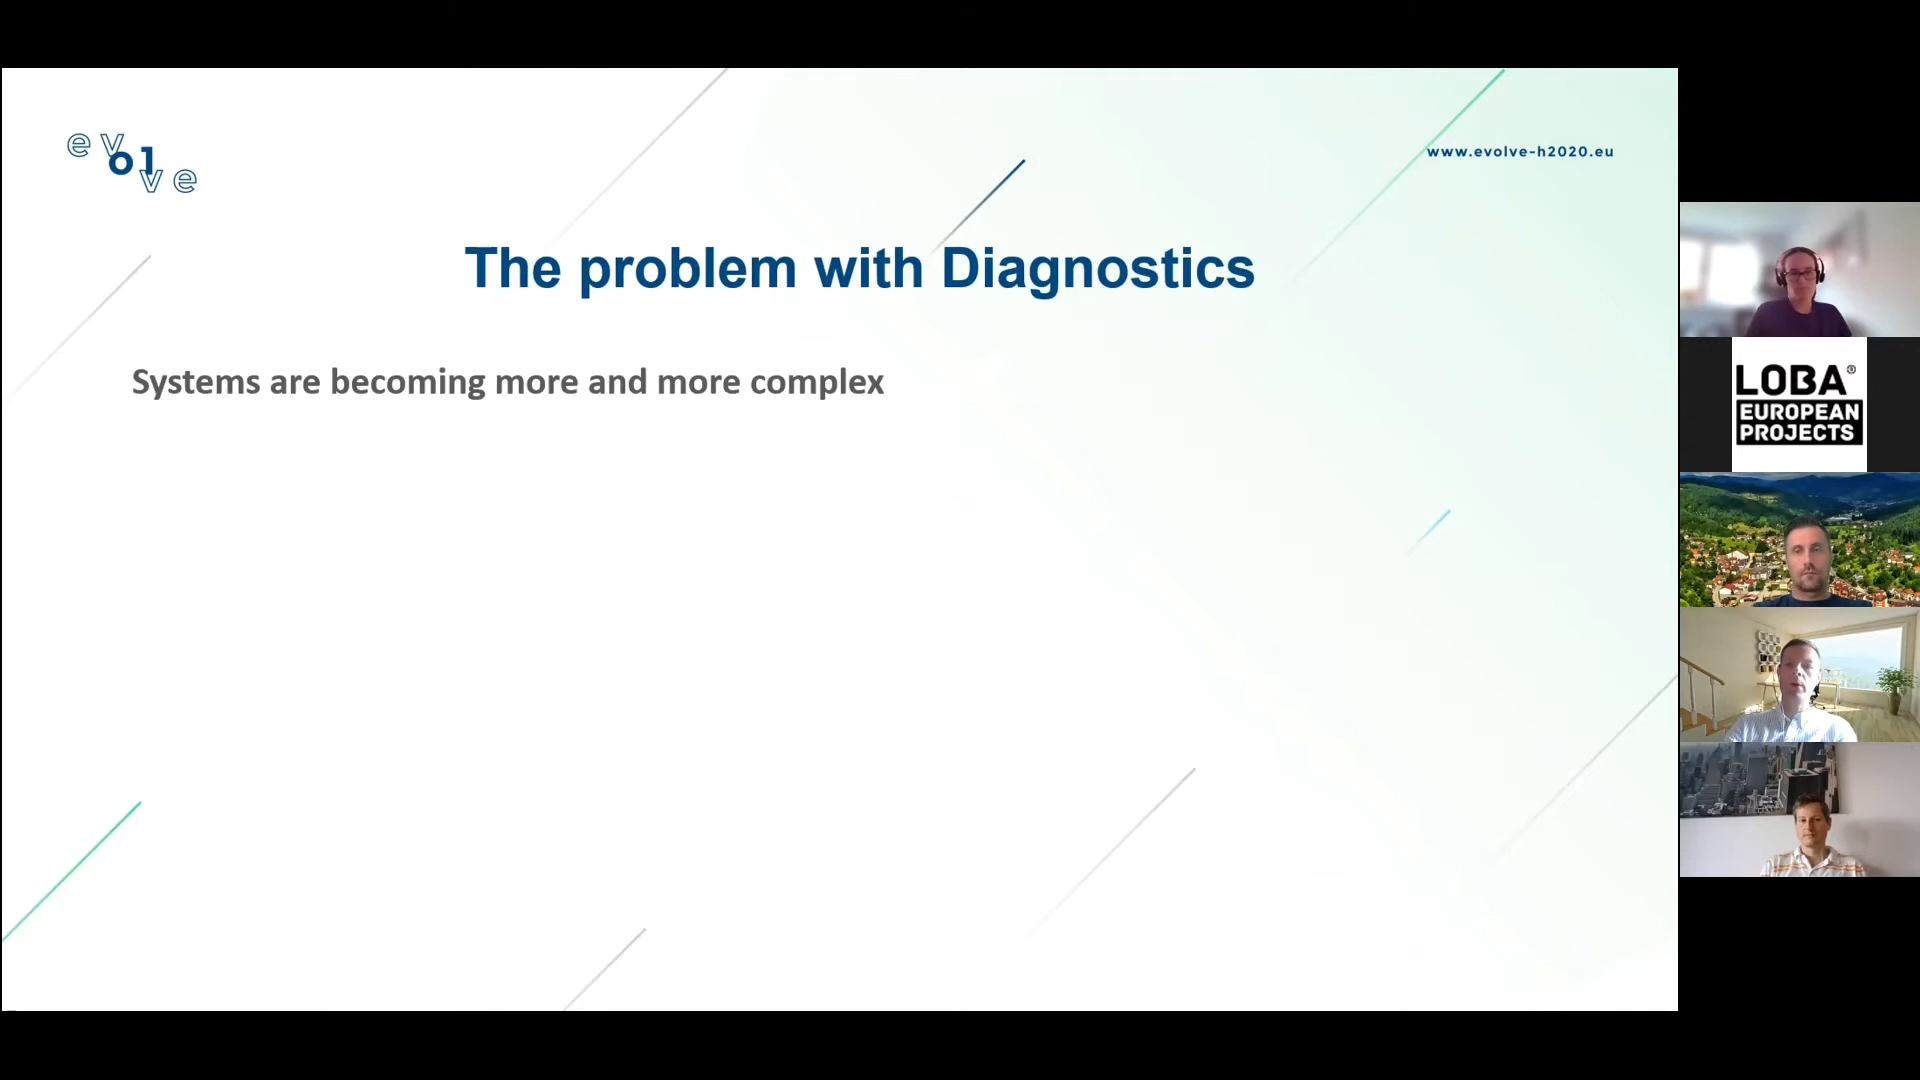 evolve
www.evolve-h2020.eu
The problem with Diagnostics
Systems are becoming more and more complex
LOBA®
EUROPEAN
PROJECTS